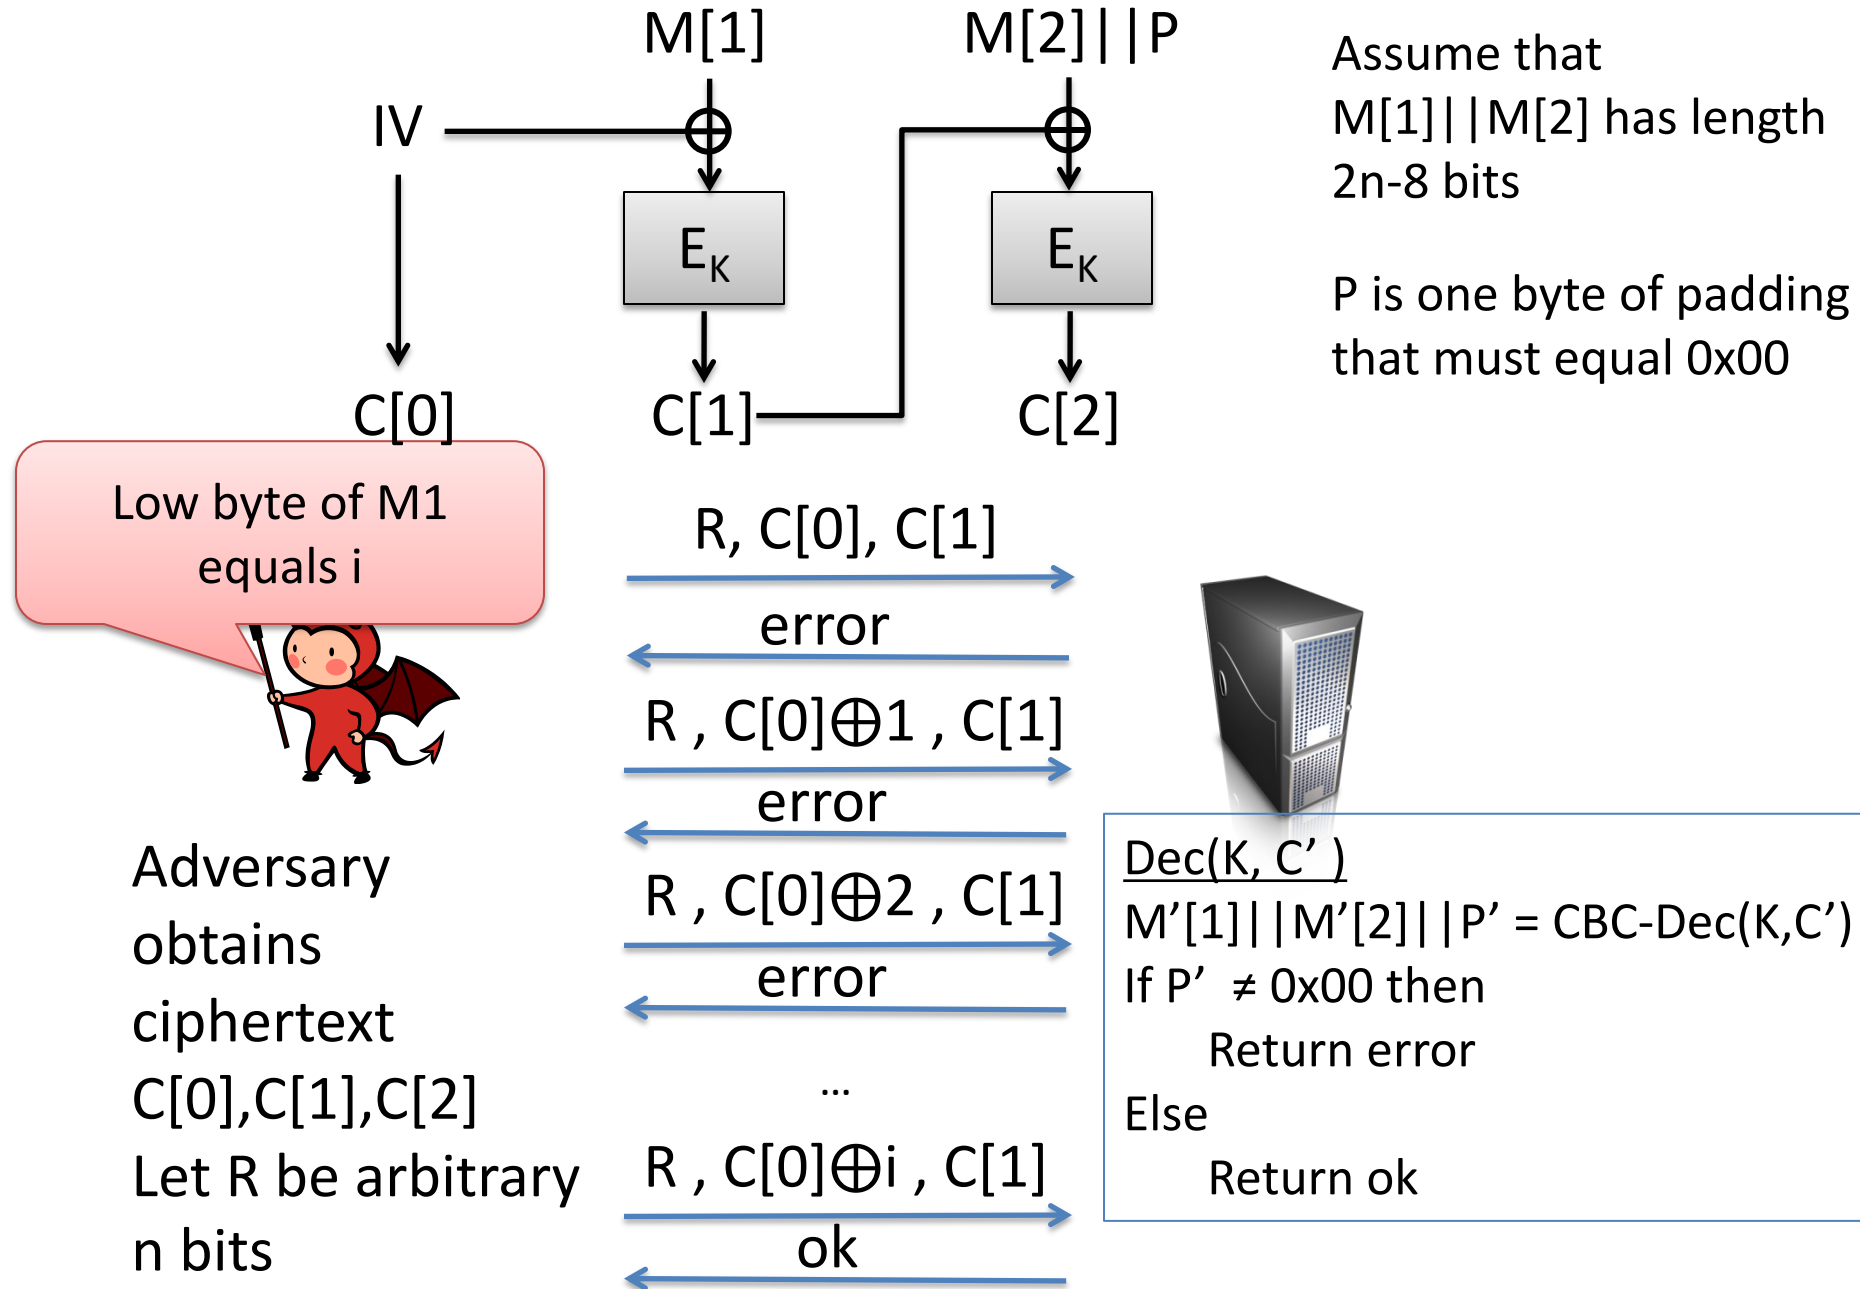 M[1]
M[2]||P
IV
E_K
E_K
C[0]
C[1]
C[2]
Assume that
M[1]||M[2] has length
2n-8 bits
P is one byte of padding
that must equal 0x00
Low byte of M1
equals i
Adversary
obtains
ciphertext
C[0],C[1],C[2]
Let R be arbitrary
n bits
R, C[0], C[1]
error
R , C[0]⊕1 , C[1]
error
R , C[0]⊕2 , C[1]
error
...
R , C[0]⊕i , C[1]
ok
Dec(K, C’ )
M’[1]||M’[2]||P’ = CBC-Dec(K,C’)
If P’ ≠ 0x00 then
Return error
Else
Return ok